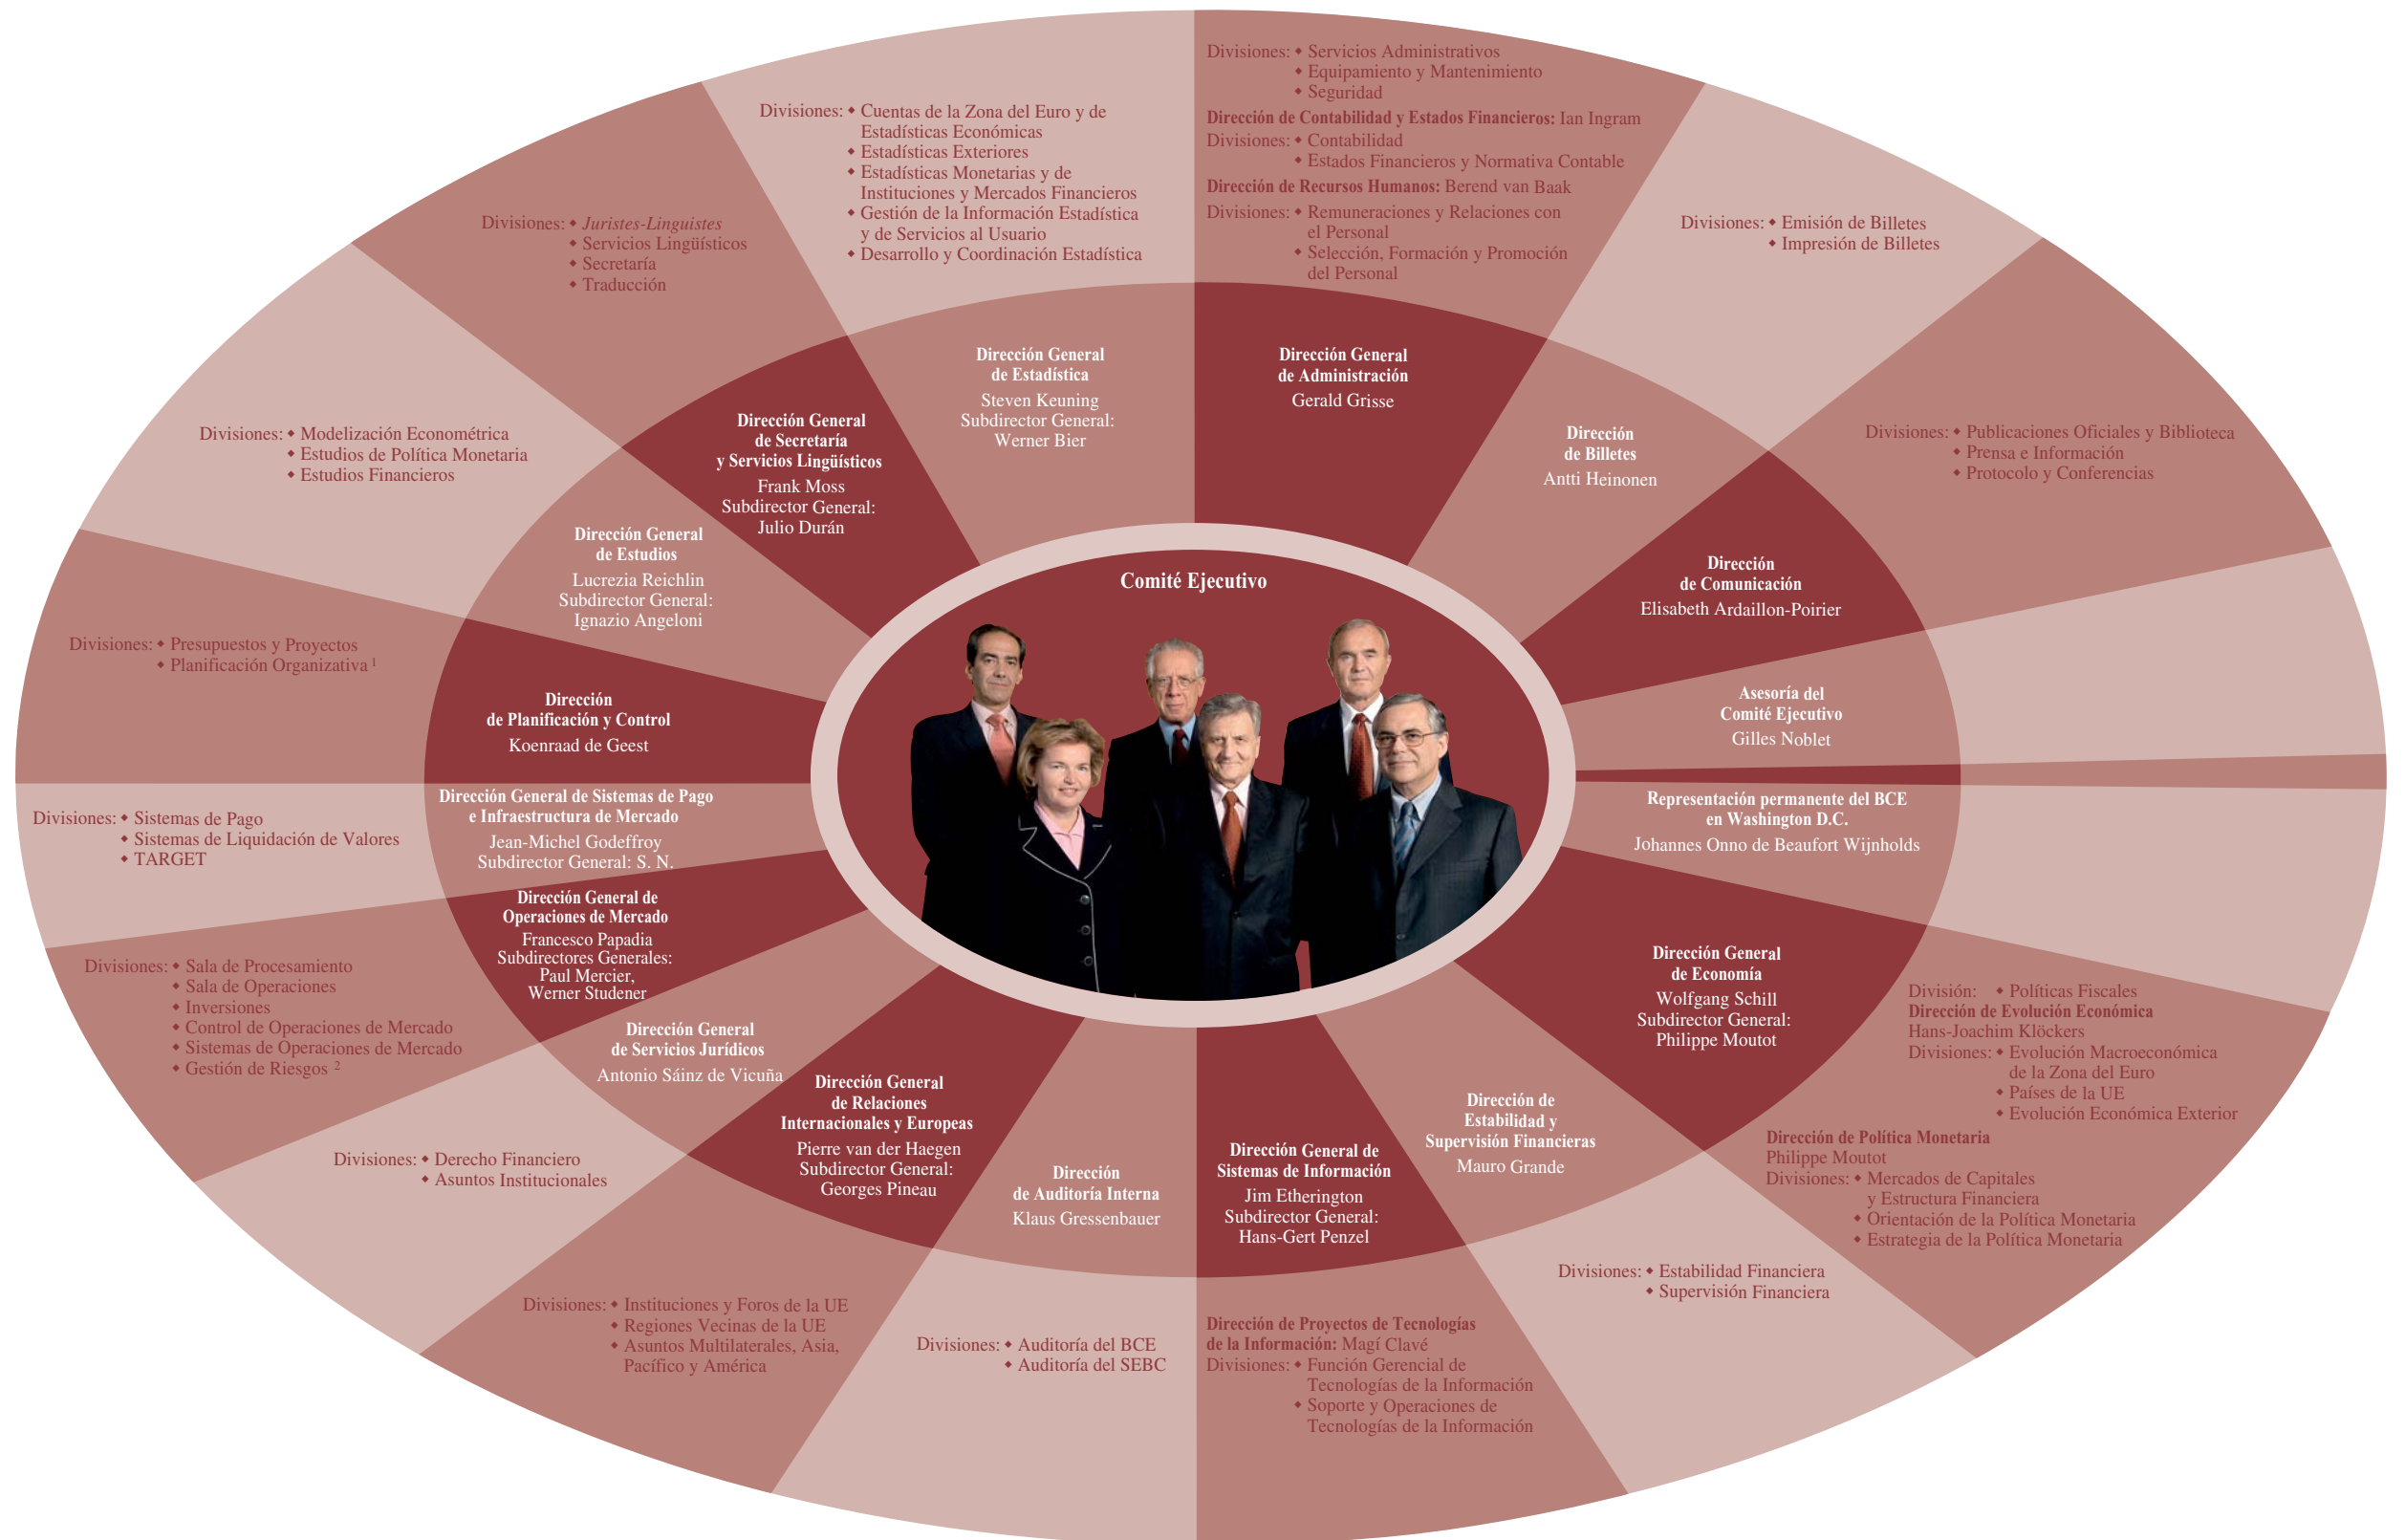 Comité Ejecutivo
Divisiones: ◆ Servicios Administrativos
◆ Equipamiento y Mantenimiento
◆ Seguridad
Dirección de Contabilidad y Estados Financieros: Ian Ingram
Divisiones: ◆ Contabilidad
◆ Estados Financieros y Normativa Contable
Dirección de Recursos Humanos: Berend van Baak
Divisiones: ◆ Remuneraciones y Relaciones con
el Personal
◆ Selección, Formación y Promoción
del Personal
Dirección General
de Administración
Gerald Grisse
Divisiones: ◆ Emisión de Billetes
◆ Impresión de Billetes
Dirección
de Billetes
Antti Heinonen
Divisiones: ◆ Publicaciones Oficiales y Biblioteca
◆ Prensa e Información
◆ Protocolo y Conferencias
Dirección
de Comunicación
Elisabeth Ardaillon-Poirier
Asesoría del
Comité Ejecutivo
Gilles Noblet
Representación permanente del BCE
en Washington D.C.
Johannes Onno de Beaufort Wijnholds
Dirección General
de Economía
Wolfgang Schill
Subdirector General:
Philippe Moutot
División: ◆ Políticas Fiscales
Dirección de Evolución Económica
Hans-Joachim Klöckers
Divisiones: ◆ Evolución Macroeconómica
de la Zona del Euro
◆ Países de la UE
◆ Evolución Económica Exterior
Dirección de Política Monetaria
Philippe Moutot
Divisiones: ◆ Mercados de Capitales
y Estructura Financiera
◆ Orientación de la Política Monetaria
◆ Estrategia de la Política Monetaria
Dirección de
Estabilidad y
Supervisión Financieras
Mauro Grande
Divisiones: ◆ Estabilidad Financiera
◆ Supervisión Financiera
Dirección General de
Sistemas de Información
Jim Etherington
Subdirector General:
Hans-Gert Penzel
Dirección de Proyectos de Tecnologías
de la Información: Magí Clavé
Divisiones: ◆ Función Gerencial de
Tecnologías de la Información
◆ Soporte y Operaciones de
Tecnologías de la Información
Dirección
de Auditoría Interna
Klaus Gressenbauer
Divisiones: ◆ Auditoría del BCE
◆ Auditoría del SEBC
Dirección General
de Relaciones
Internacionales y Europeas
Pierre van der Haegen
Subdirector General:
Georges Pineau
Divisiones: ◆ Instituciones y Foros de la UE
◆ Regiones Vecinas de la UE
◆ Asuntos Multilaterales, Asia,
Pacífico y América
Dirección General
de Servicios Jurídicos
Antonio Sáinz de Vicuña
Divisiones: ◆ Derecho Financiero
◆ Asuntos Institucionales
Dirección General de
Operaciones de Mercado
Francesco Papadia
Subdirectores Generales:
Paul Mercier,
Werner Studener
Divisiones: ◆ Sala de Procesamiento
◆ Sala de Operaciones
◆ Inversiones
◆ Control de Operaciones de Mercado
◆ Sistemas de Operaciones de Mercado
◆ Gestión de Riesgos 2
Dirección General de Sistemas de Pago
e Infraestructura de Mercado
Jean-Michel Godeffroy
Subdirector General: S. N.
Divisiones: ◆ Sistemas de Pago
◆ Sistemas de Liquidación de Valores
◆ TARGET
Dirección
de Planificación y Control
Koenraad de Geest
Divisiones: ◆ Presupuestos y Proyectos
◆ Planificación Organizativa 1
Dirección General
de Estudios
Lucrezia Reichlin
Subdirector General:
Ignazio Angeloni
Divisiones: ◆ Modelización Econométrica
◆ Estudios de Política Monetaria
◆ Estudios Financieros
Dirección General
de Secretaría
y Servicios Lingüísticos
Frank Moss
Subdirector General:
Julio Durán
Divisiones: ◆ Juristes-Linguistes
◆ Servicios Lingüísticos
◆ Secretaría
◆ Traducción
Dirección General
de Estadística
Steven Keuning
Subdirector General:
Werner Bier
Divisiones: ◆ Cuentas de la Zona del Euro y de
Estadísticas Económicas
◆ Estadísticas Exteriores
◆ Estadísticas Monetarias y de
Instituciones y Mercados Financieros
◆ Gestión de la Información Estadística
y de Servicios al Usuario
◆ Desarrollo y Coordinación Estadística